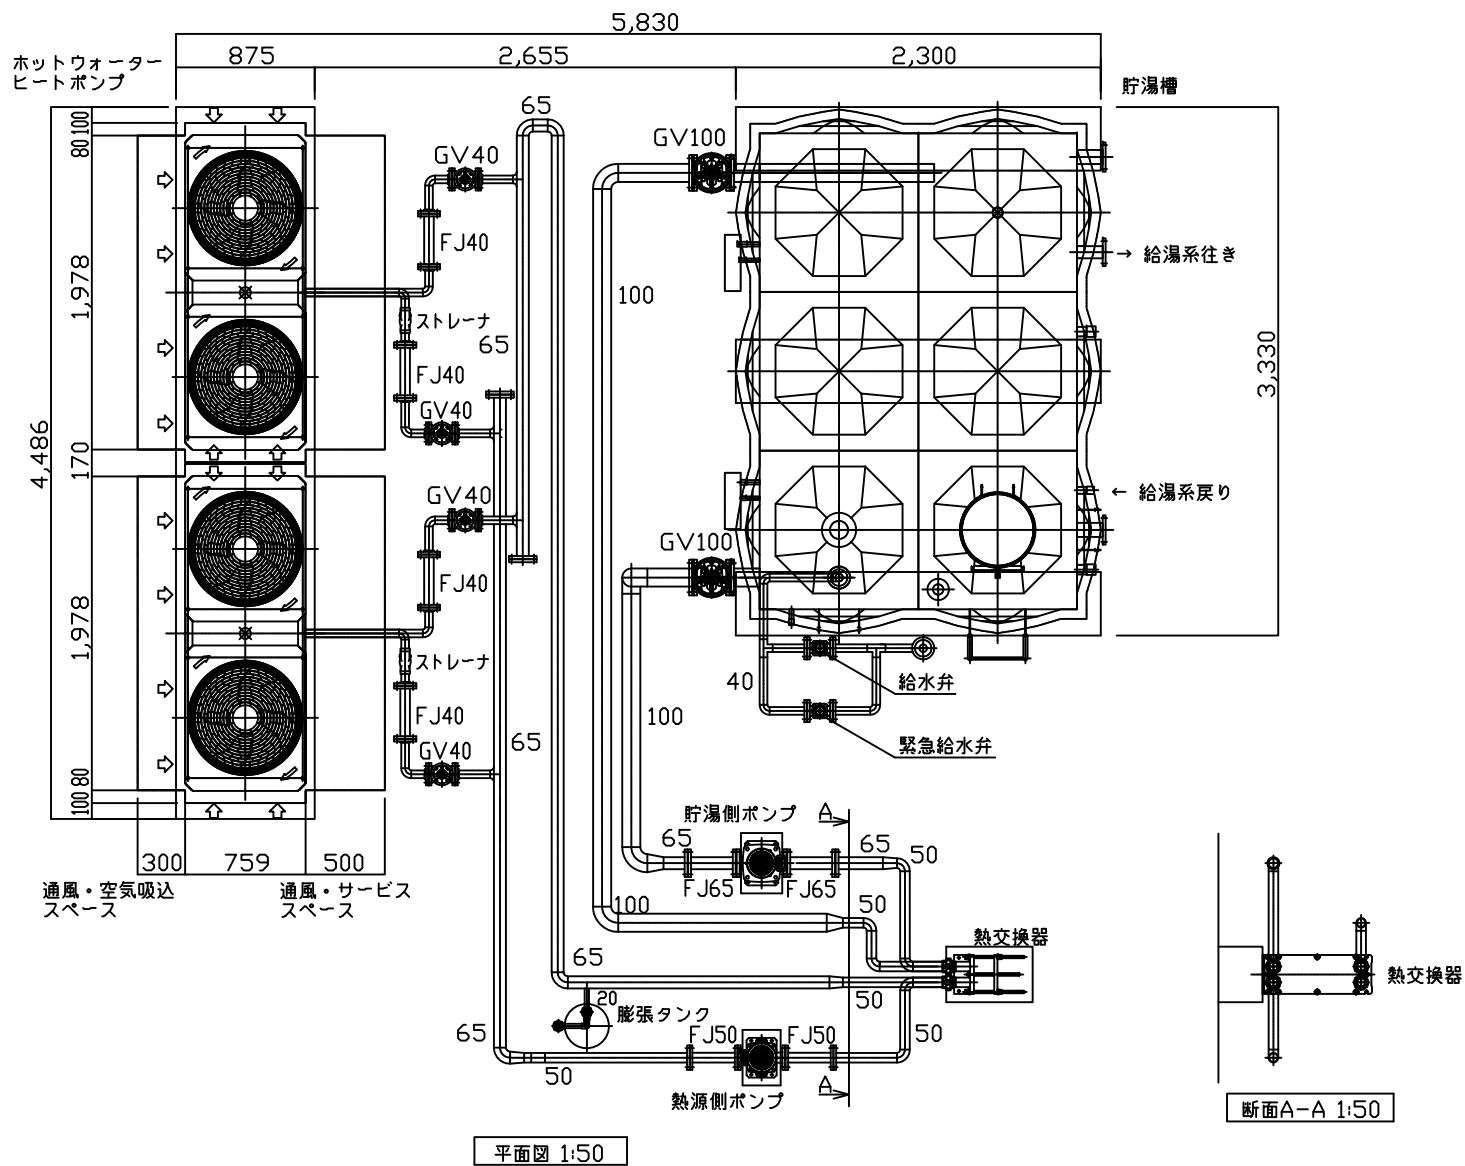 5,830
875
2,655
2,300
ホットウォーター
ヒートポンプ
貯湯槽
65
GV100
GV40
80
100
FJ40
100
→ 給湯系往き
1,978
ストレーナ
65
3,330
FJ40
GV40
4,486
170
GV40
← 給湯系戻り
GV100
FJ40
1,978
ストレーナ
40
給水弁
FJ40
100
GV40
65
緊急給水弁
80
100
貯湯側ポンプ
A
65
65
50
300
759
500
FJ65
FJ65
通風・空気吸込
スペース
通風・サービス
スペース
100
50
熱交換器
65
熱交換器
50
20
膨張タンク
65
FJ50
FJ50
50
50
A
熱源側ポンプ
断面A-A 1:50
平面図 1:50